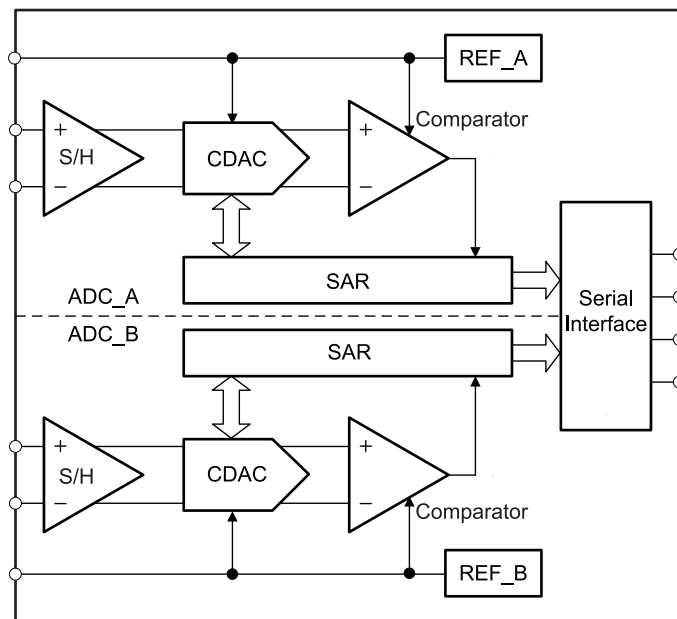 REF_A
Comparator
+
+
S/H
CDAC
−
−
SAR
Serial
Interface
ADC_A
ADC_B
SAR
+
+
S/H
CDAC
−
−
Comparator
REF_B